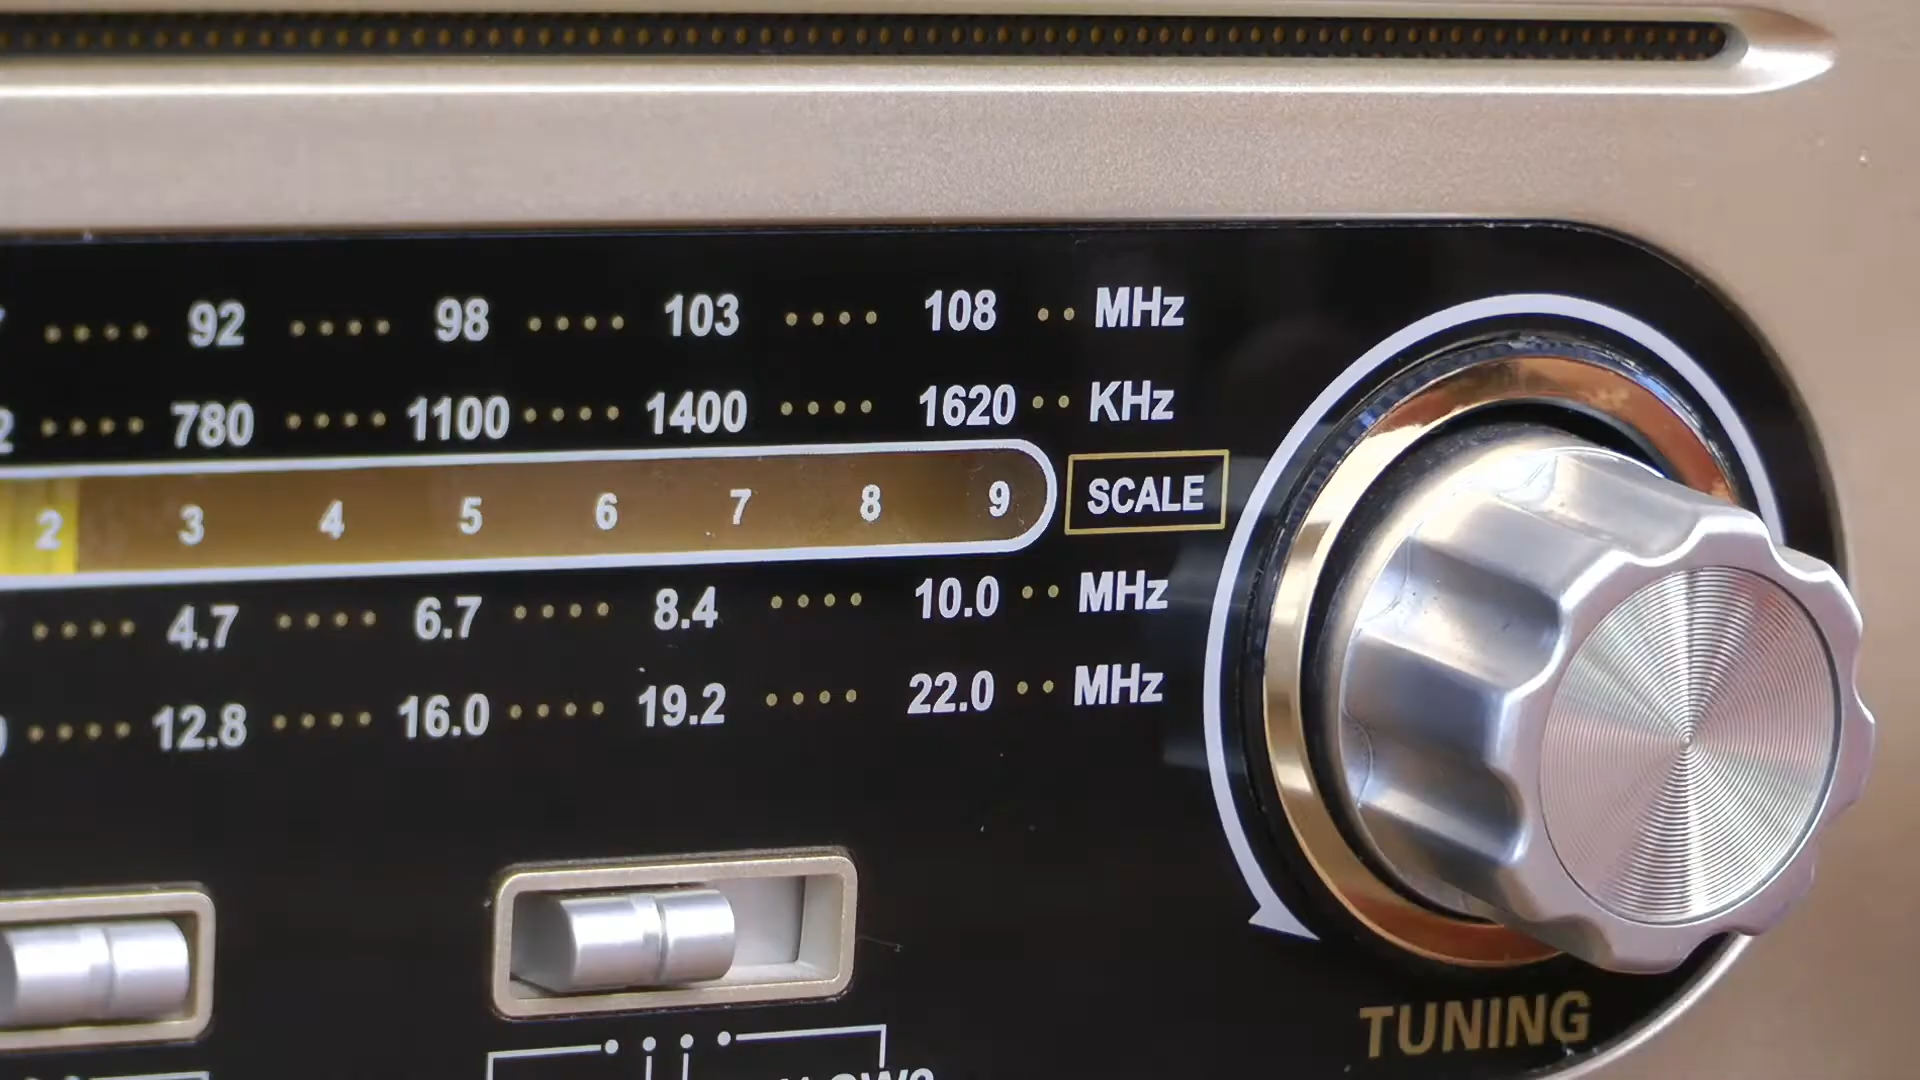 92 98 103 108 MHz
780 1100 1400 1620 KHz
2 3 4 5 6 7 8 9 SCALE
4.7 6.7 8.4 10.0 MHz
12.8 16.0 19.2 22.0 MHz
TUNING